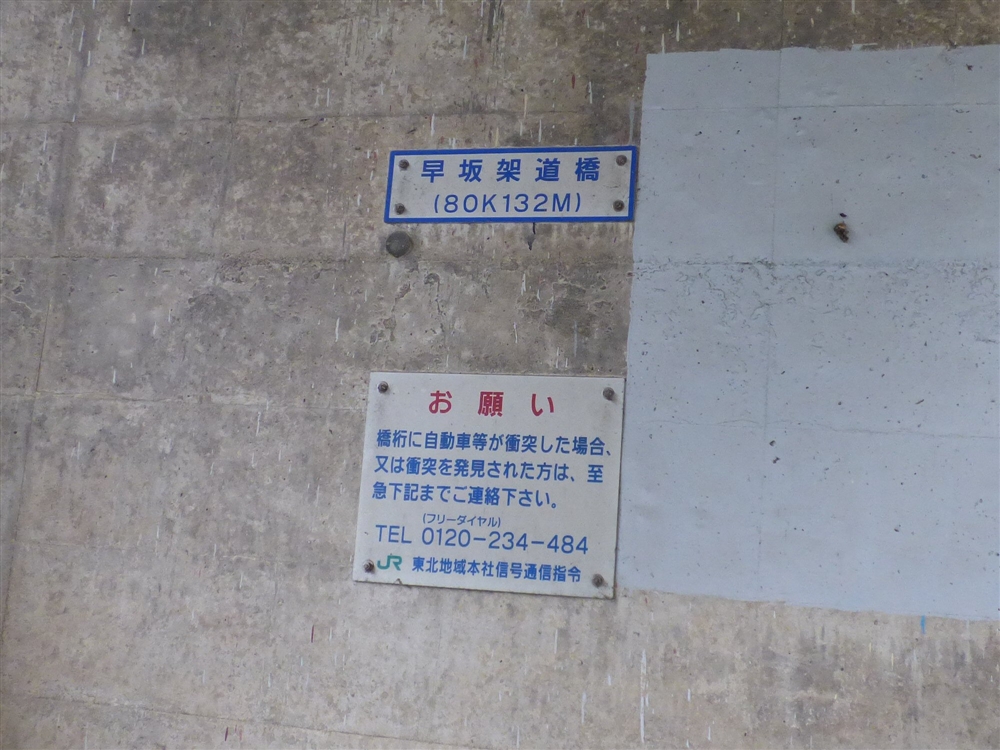 早坂架道橋
(80K132M)
お願い
橋桁に自動車等が衝突した場合、
又は衝突を発見された方は、至
急下記までご連絡下さい。
(フリーダイヤル)
TEL 0120-234-484
JR 東北地域本社信号通信指令